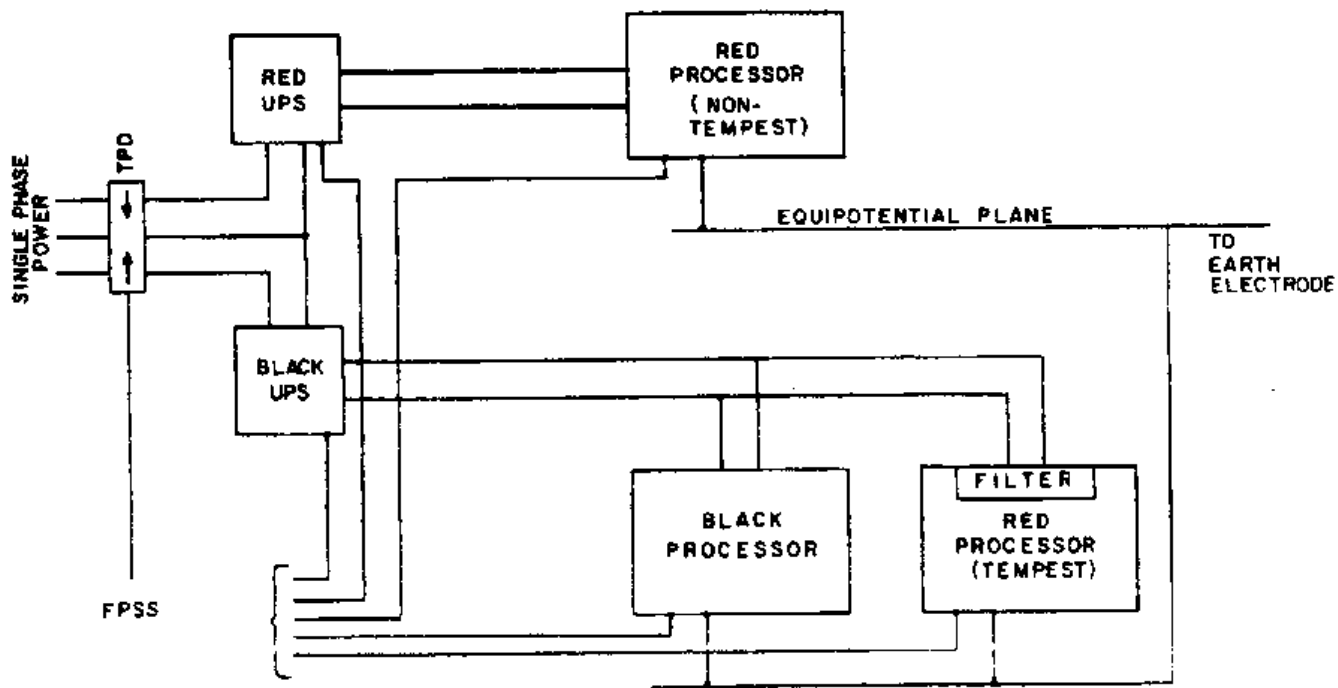 RED
UPS
RED
PROCESSOR
(NON-
TEMPEST)
TPD
SINGLE PHASE
POWER
EQUIPOTENTIAL PLANE
TO
EARTH
ELECTRODE
BLACK
UPS
FILTER
BLACK
PROCESSOR
RED
PROCESSOR
(TEMPEST)
FPSS